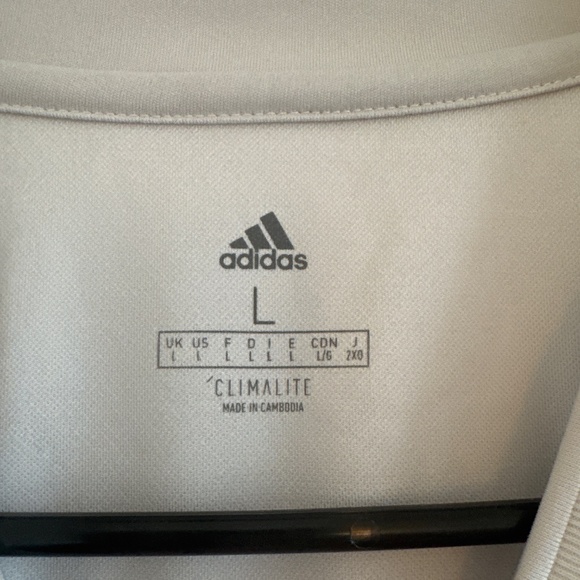 adidas
L
UK US F D I E CDN J
L L L L L L L/G 2XO
CLIMALITE
MADE IN CAMBODIA